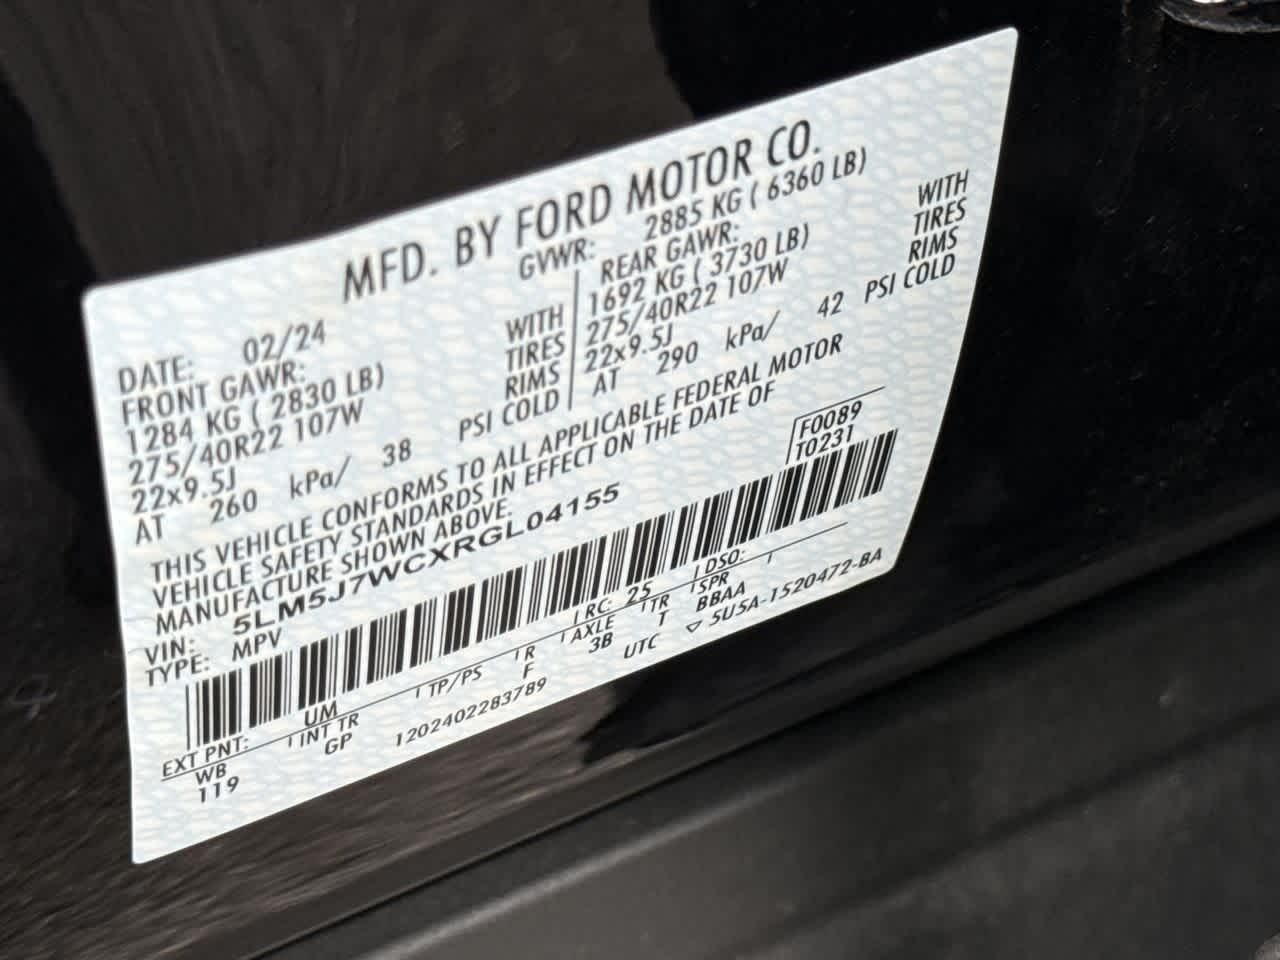 MFD. BY FORD MOTOR CO.
DATE: 02/24 GVWR: 2885 KG ( 6360 LB)
FRONT GAWR: REAR GAWR:
1284 KG ( 2830 LB) WITH 1692 KG ( 3730 LB) WITH
275/40R22 107W TIRES 275/40R22 107W TIRES
22x9.5J RIMS 22x9.5J RIMS
AT 260 kPa/ 38 PSI COLD AT 290 kPa/ 42 PSI COLD
THIS VEHICLE CONFORMS TO ALL APPLICABLE FEDERAL MOTOR
VEHICLE SAFETY STANDARDS IN EFFECT ON THE DATE OF
MANUFACTURE SHOWN ABOVE.
VIN: 5LM5J7WCXRGL04155
TYPE: MPV
F0089
T0231
EXT PNT: UM RC: 25 DSO:
WB INT TR TP/PS R AXLE TR SPR
119 GP F 3B T BBAA
1202402283789 UTC ▽ 5U5A-1520472-BA